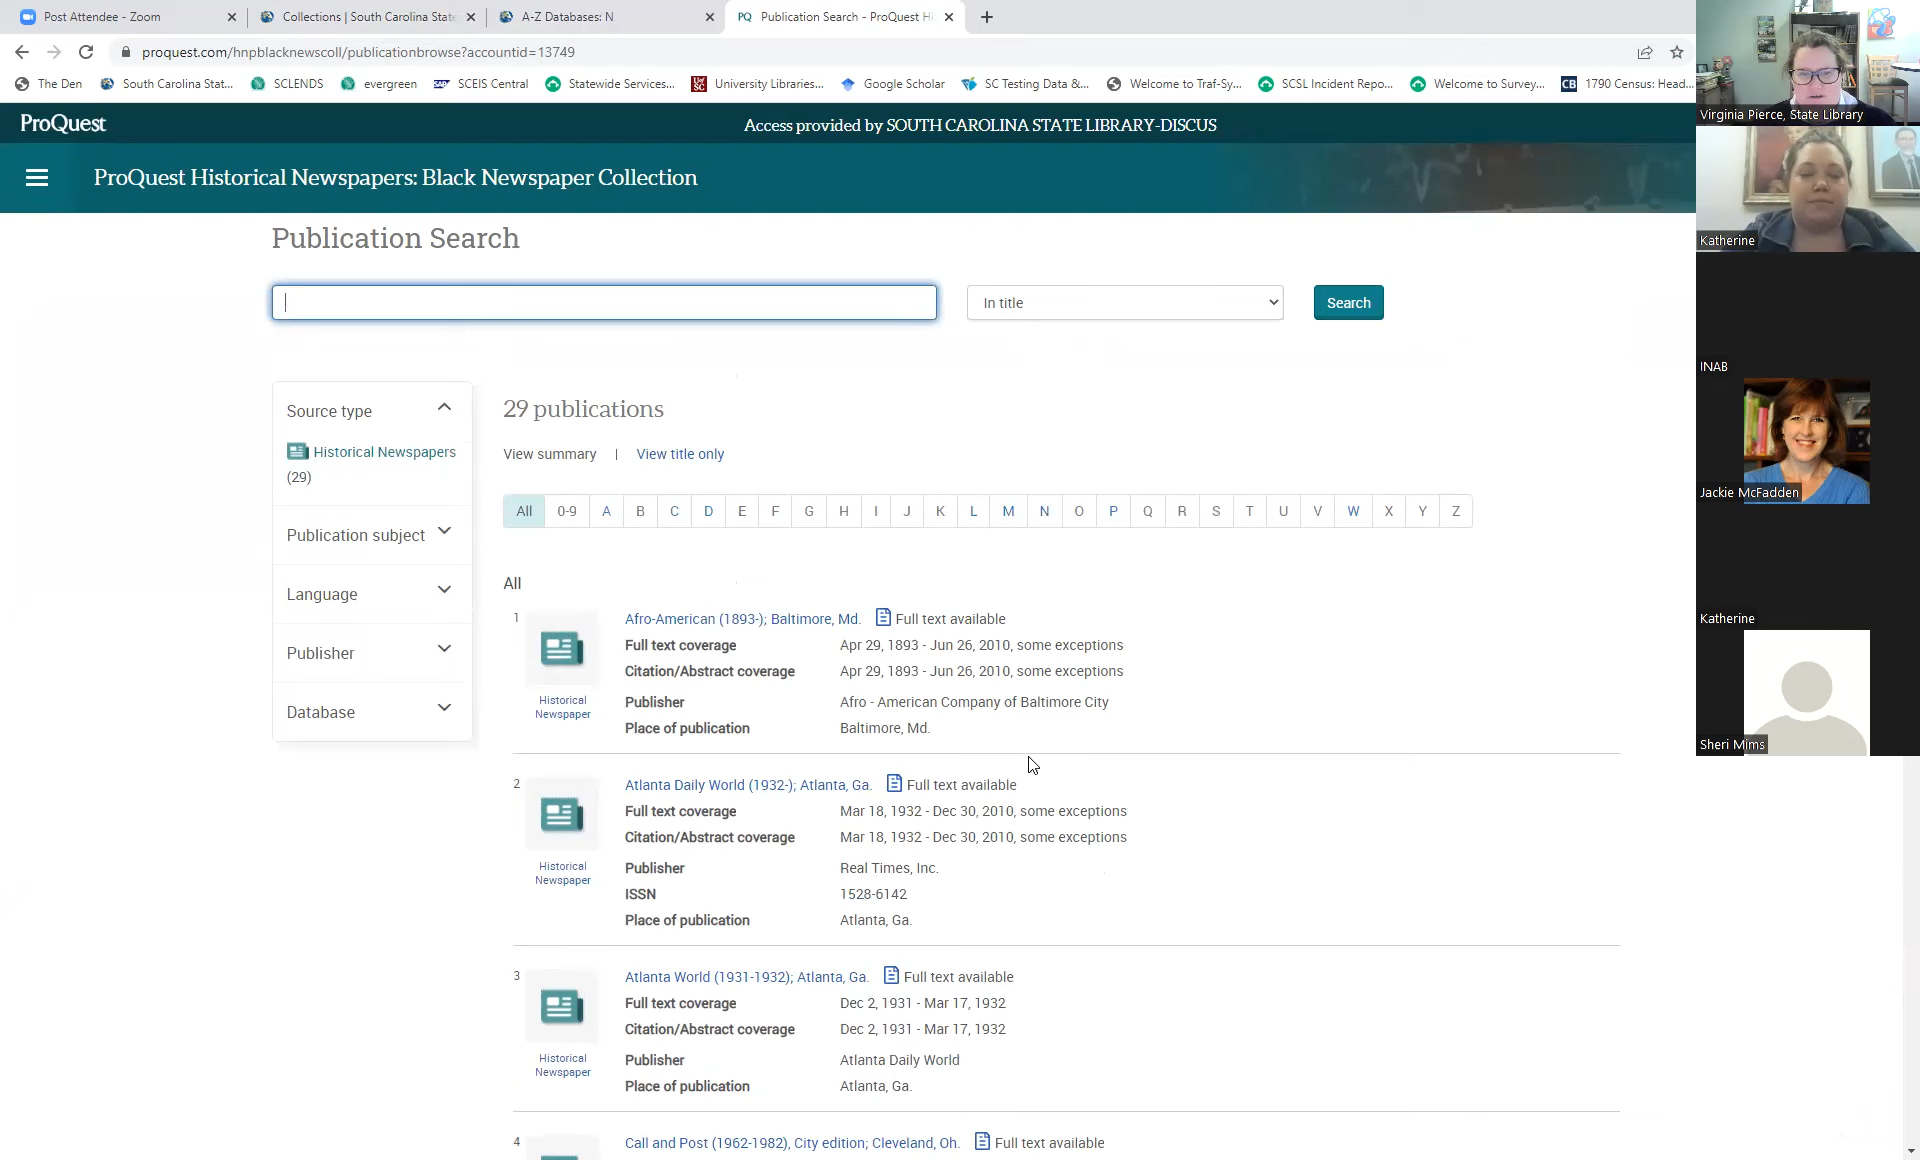 Post Attendee - Zoom
Collections | South Carolina State
A-Z Databases: N
PQ Publication Search - ProQuest Hi
proquest.com/hnpblacknewscoll/publicationbrowse?accountid=13749
The Den South Carolina Stat... SCLENDS evergreen SCEIS Central Statewide Services... University Libraries... Google Scholar SC Testing Data &... Welcome to Traf-Sy... SCSL Incident Repo... Welcome to Survey... CB 1790 Census: Head...
ProQuest
Access provided by SOUTH CAROLINA STATE LIBRARY-DISCUS
ProQuest Historical Newspapers: Black Newspaper Collection
Publication Search
In title
Search
Source type
Historical Newspapers
(29)
Publication subject
Language
Publisher
Database
29 publications
View summary | View title only
All 0-9 A B C D E F G H I J K L M N O P Q R S T U V W X Y Z
All
1
Historical
Newspaper
Afro-American (1893-); Baltimore, Md. Full text available
Full text coverage Apr 29, 1893 - Jun 26, 2010, some exceptions
Citation/Abstract coverage Apr 29, 1893 - Jun 26, 2010, some exceptions
Publisher Afro - American Company of Baltimore City
Place of publication Baltimore, Md.
2
Historical
Newspaper
Atlanta Daily World (1932-); Atlanta, Ga. Full text available
Full text coverage Mar 18, 1932 - Dec 30, 2010, some exceptions
Citation/Abstract coverage Mar 18, 1932 - Dec 30, 2010, some exceptions
Publisher Real Times, Inc.
ISSN 1528-6142
Place of publication Atlanta, Ga.
3
Historical
Newspaper
Atlanta World (1931-1932); Atlanta, Ga. Full text available
Full text coverage Dec 2, 1931 - Mar 17, 1932
Citation/Abstract coverage Dec 2, 1931 - Mar 17, 1932
Publisher Atlanta Daily World
Place of publication Atlanta, Ga.
4
Call and Post (1962-1982), City edition; Cleveland, Oh. Full text available
Virginia Pierce, State Library
Katherine
INAB
Jackie McFadden
Katherine
Sheri Mims